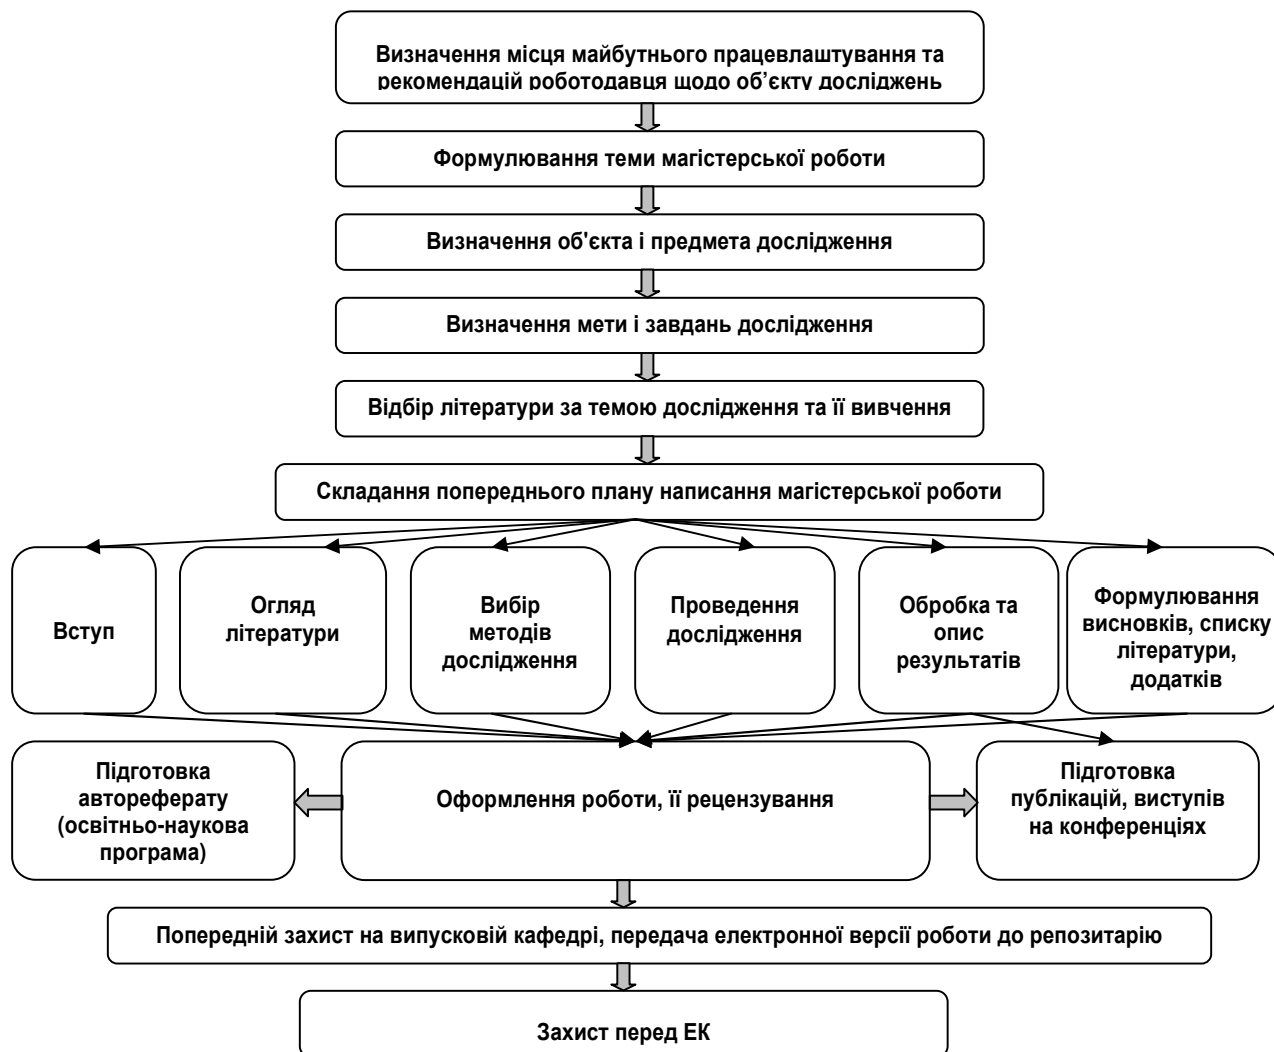 Визначення місця майбутнього працевлаштування та
рекомендацій роботодавця щодо об’єкту досліджень
Формулювання теми магістерської роботи
Визначення об'єкта і предмета дослідження
Визначення мети і завдань дослідження
Відбір літератури за темою дослідження та її вивчення
Складання попереднього плану написання магістерської роботи
Вступ
Огляд
літератури
Вибір
методів
дослідження
Проведення
дослідження
Обробка та
опис
результатів
Формулювання
висновків, списку
літератури,
додатків
Підготовка
автореферату
(освітньо-наукова
програма)
Оформлення роботи, її рецензування
Підготовка
публікацій, виступів
на конференціях
Попередній захист на випусковій кафедрі, передача електронної версії роботи до репозитарію
Захист перед ЕК